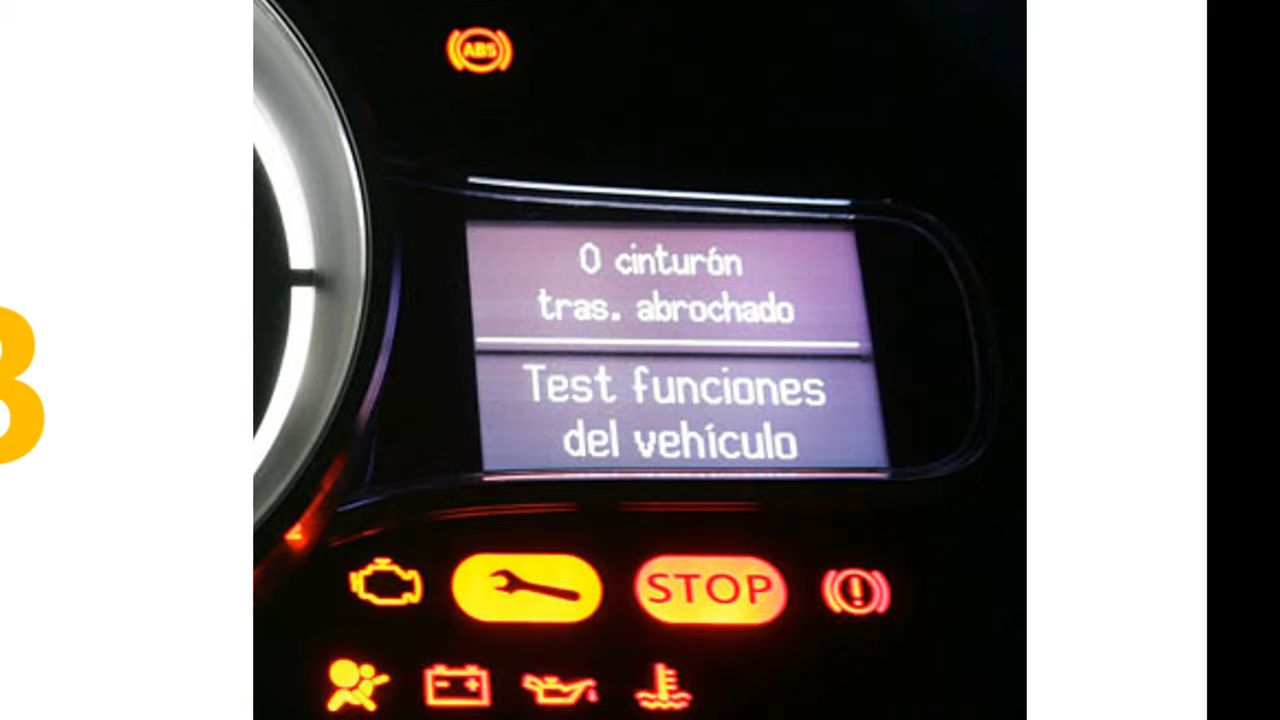 ABS
0 cinturón
tras. abrochado
Test funciones
del vehículo
STOP